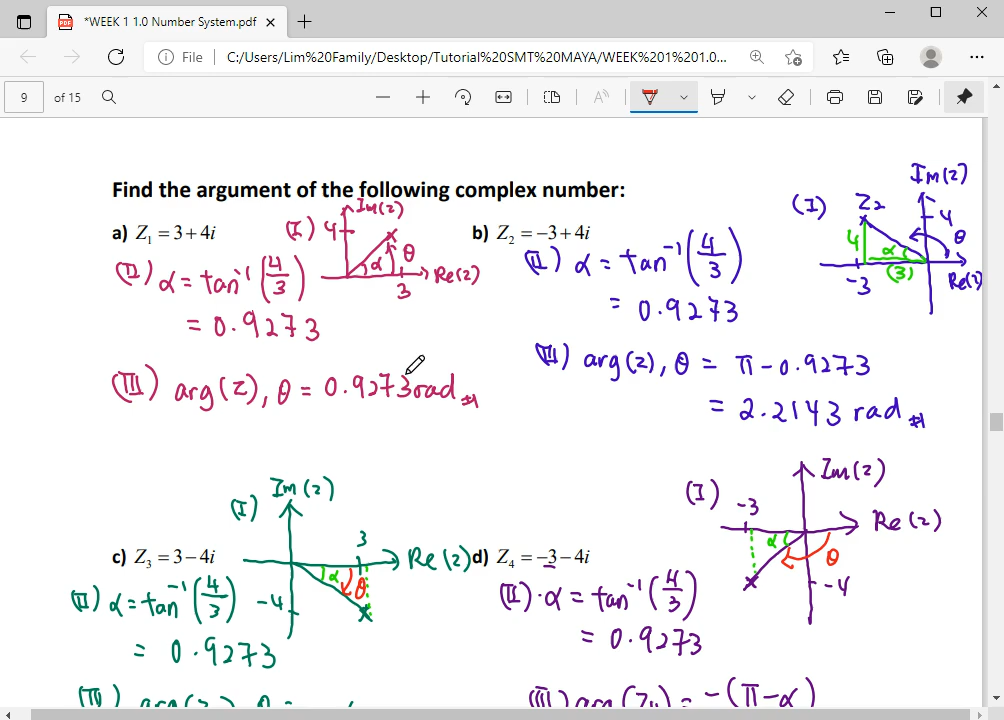 *WEEK 1 1.0 Number System.pdf
File C:/Users/Lim%20Family/Desktop/Tutorial%20SMT%20MAYA/WEEK%201%201.0...
9 of 15
Find the argument of the following complex number:
a) Z₁ = 3 + 4i
(I) Im(z) 4 α θ 3 Re(z)
(II) α = tan⁻¹(4/3)
= 0.9273
(III) arg(z), θ = 0.9273 rad #
b) Z₂ = −3 + 4i
(I) Z₂ Im(z) 4 4 α θ (3) −3 Re(z)
(II) α = tan⁻¹(4/3)
= 0.9273
(III) arg(z), θ = π − 0.9273
= 2.2143 rad #
c) Z₃ = 3 − 4i
(I) Im(z) 3 Re(z) α θ −4
(II) α = tan⁻¹(4/3)
= 0.9273
d) Z₄ = −3 − 4i
(I) −3 Im(z) Re(z) α θ −4
(II) · α = tan⁻¹(4/3)
= 0.9273
(III) arg(Z₄) = −(π − α)